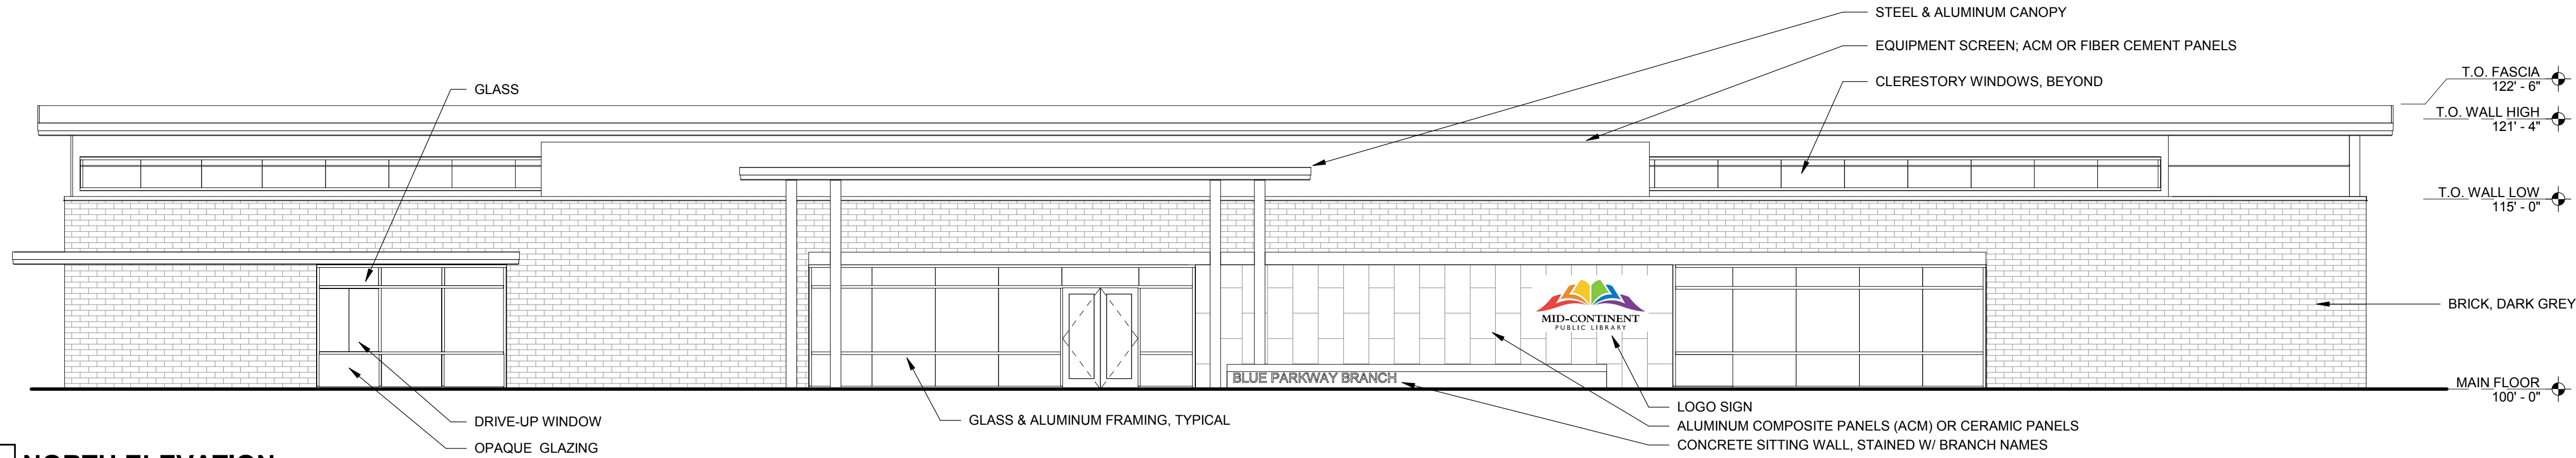 STEEL & ALUMINUM CANOPY
EQUIPMENT SCREEN; ACM OR FIBER CEMENT PANELS
CLERESTORY WINDOWS, BEYOND
GLASS
T.O. FASCIA
122' - 6"
T.O. WALL HIGH
121' - 4"
T.O. WALL LOW
115' - 0"
BRICK, DARK GREY
MID-CONTINENT
PUBLIC LIBRARY
BLUE PARKWAY BRANCH
MAIN FLOOR
100' - 0"
DRIVE-UP WINDOW
OPAQUE GLAZING
GLASS & ALUMINUM FRAMING, TYPICAL
LOGO SIGN
ALUMINUM COMPOSITE PANELS (ACM) OR CERAMIC PANELS
CONCRETE SITTING WALL, STAINED W/ BRANCH NAMES
NORTH ELEVATION